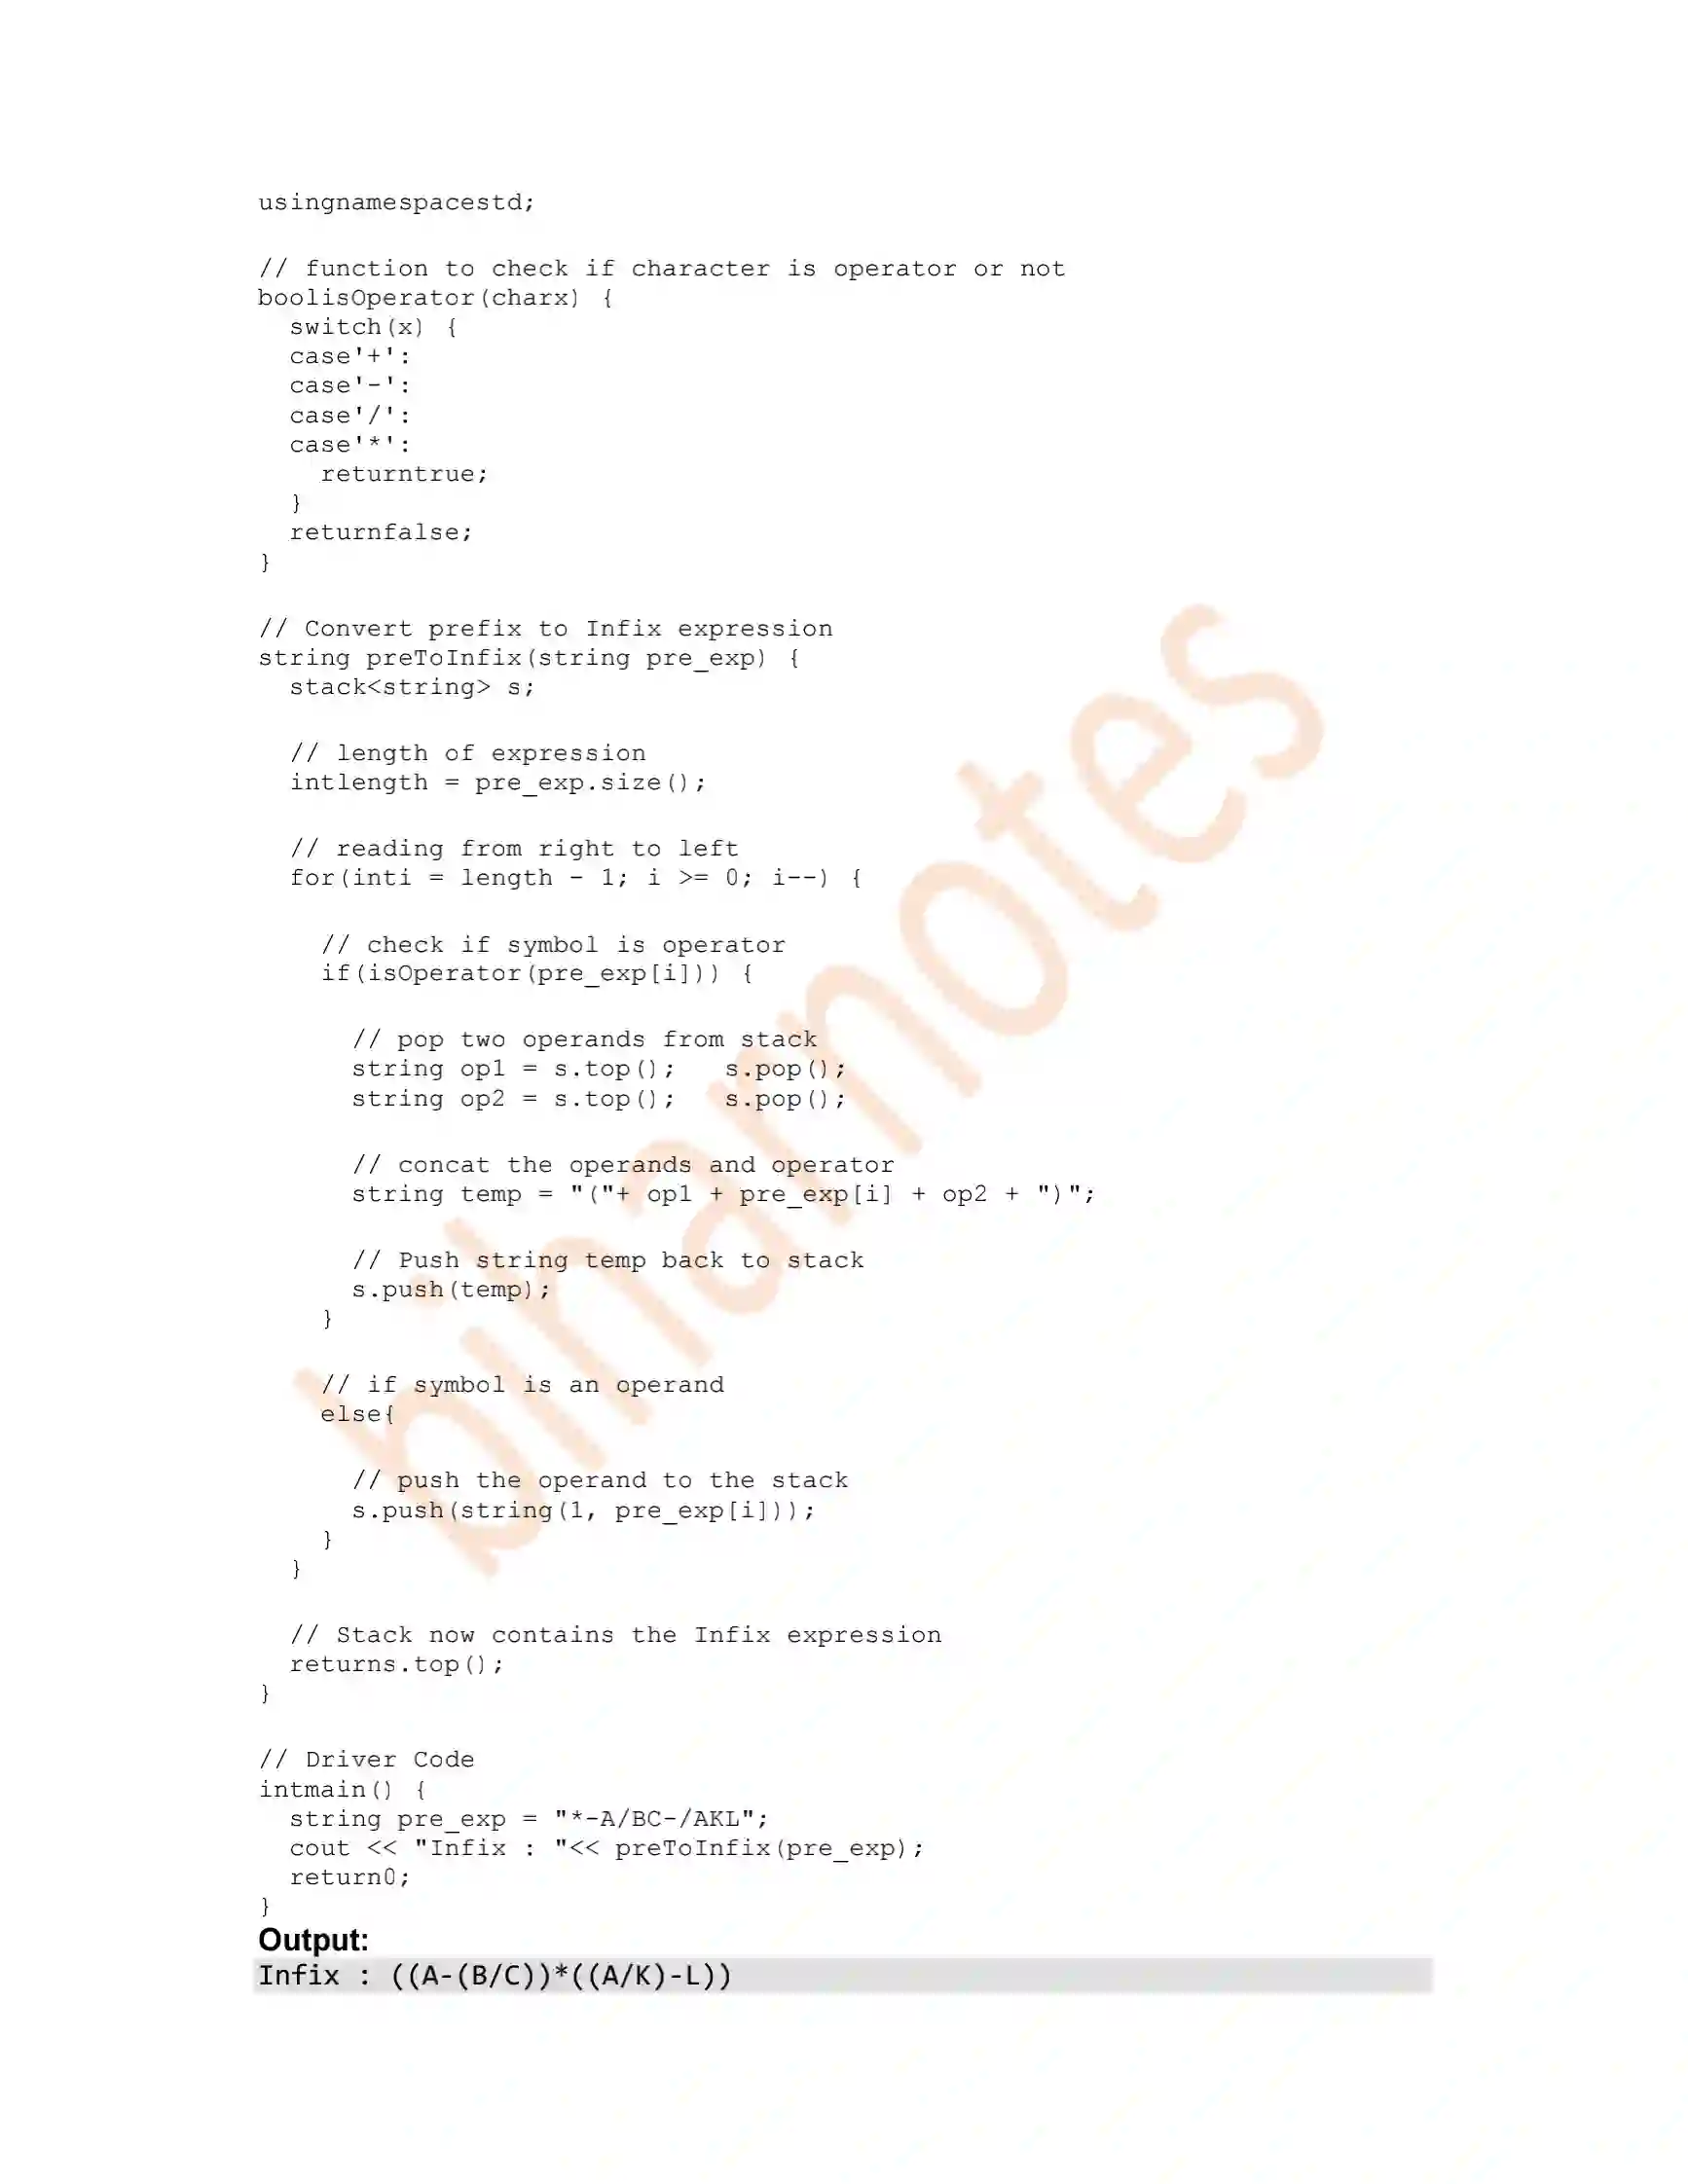 usingnamespacestd;
// function to check if character is operator or not
boolisOperator(charx) {
switch(x) {
case'+':
case'-':
case'/':
case'*':
returntrue;
}
returnfalse;
}
// Convert prefix to Infix expression
string preToInfix(string pre_exp) {
stack<string> s;
// length of expression
intlength = pre_exp.size();
// reading from right to left
for(inti = length - 1; i >= 0; i--) {
// check if symbol is operator
if(isOperator(pre_exp[i])) {
// pop two operands from stack
string op1 = s.top();   s.pop();
string op2 = s.top();   s.pop();
// concat the operands and operator
string temp = "("+ op1 + pre_exp[i] + op2 + ")";
// Push string temp back to stack
s.push(temp);
}
// if symbol is an operand
else{
// push the operand to the stack
s.push(string(1, pre_exp[i]));
}
}
// Stack now contains the Infix expression
returns.top();
}
// Driver Code
intmain() {
string pre_exp = "*-A/BC-/AKL";
cout << "Infix : "<< preToInfix(pre_exp);
return0;
}
Output:
Infix : ((A-(B/C))*((A/K)-L))
biharnotes